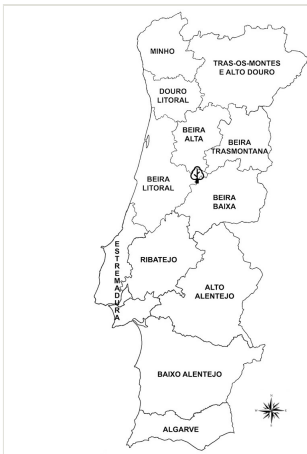 MINHO
TRAS-OS-MONTES
E ALTO DOURO
DOURO
LITORAL
BEIRA
ALTA
BEIRA
TRASMONTANA
BEIRA
LITORAL
BEIRA
BAIXA
ESTREMADURA
RIBATEJO
ALTO
ALENTEJO
BAIXO ALENTEJO
ALGARVE